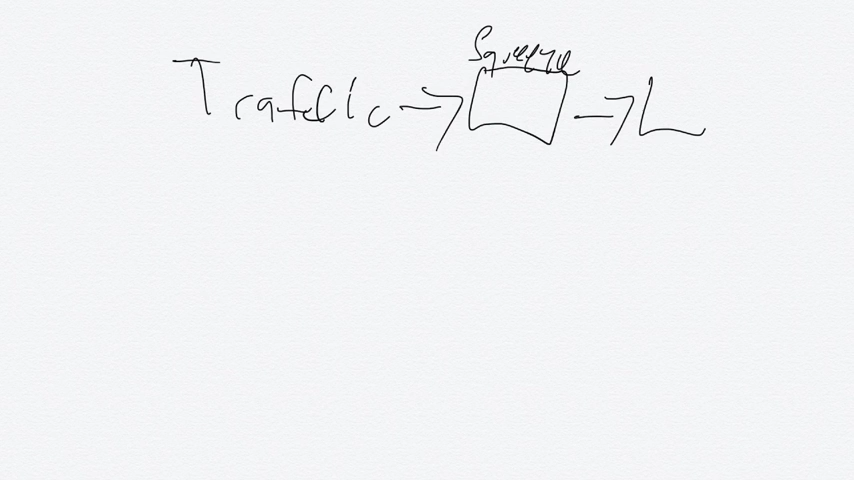 Squeeze
Traffic → → L